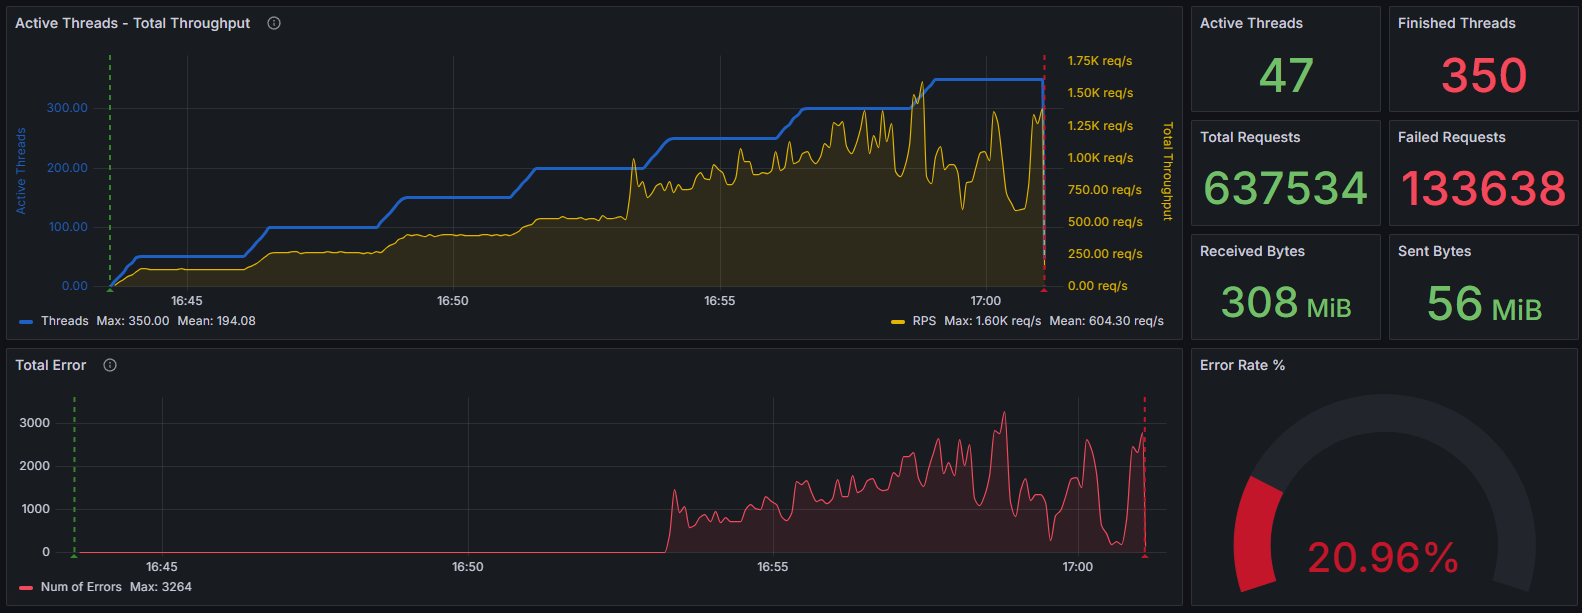 Active Threads - Total Throughput
Active Threads
300.00
200.00
100.00
0.00
1.75K req/s
1.50K req/s
1.25K req/s
1.00K req/s
750.00 req/s
500.00 req/s
250.00 req/s
0.00 req/s
Total Throughput
16:45 16:50 16:55 17:00
Threads Max: 350.00 Mean: 194.08
RPS Max: 1.60K req/s Mean: 604.30 req/s
Active Threads
47
Finished Threads
350
Total Requests
637534
Failed Requests
133638
Received Bytes
308 MiB
Sent Bytes
56 MiB
Total Error
3000
2000
1000
0
16:45 16:50 16:55 17:00
Num of Errors Max: 3264
Error Rate %
20.96%